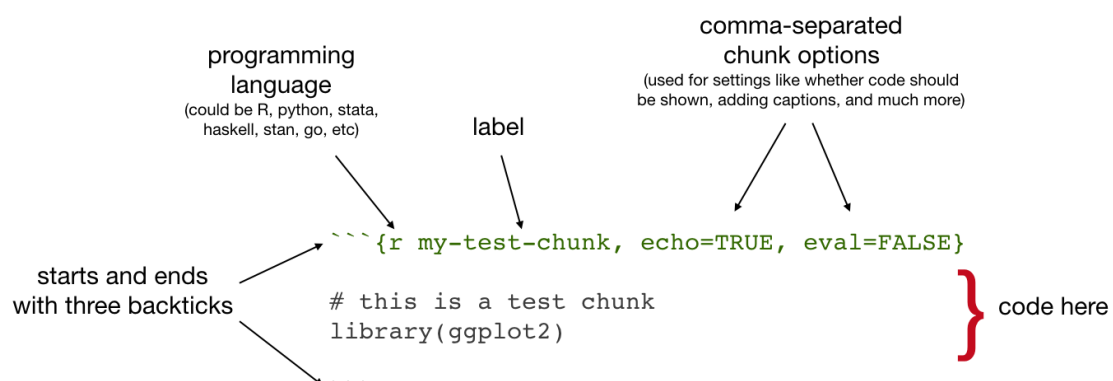 programming
language
(could be R, python, stata,
haskell, stan, go, etc)
label
comma-separated
chunk options
(used for settings like whether code should
be shown, adding captions, and much more)
```{r my-test-chunk, echo=TRUE, eval=FALSE}
starts and ends
with three backticks
# this is a test chunk
library(ggplot2)
} code here
```